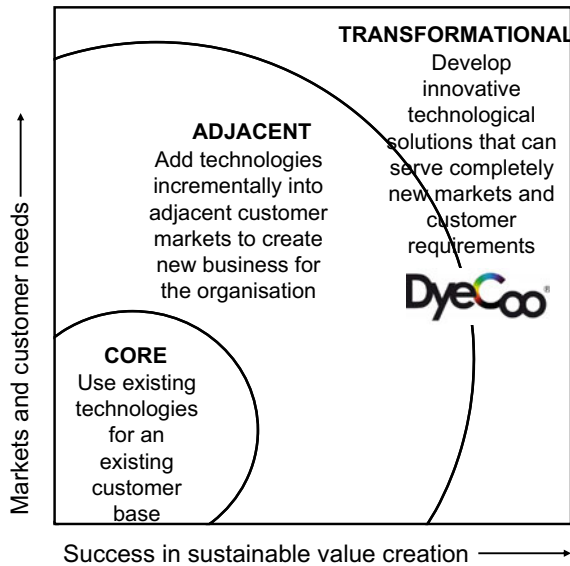 TRANSFORMATIONAL
Develop
innovative
technological
solutions that can
serve completely
new markets and
customer
requirements
DyeCoo®
ADJACENT
Add technologies
incrementally into
adjacent customer
markets to create
new business for
the organisation
CORE
Use existing
technologies
for an
existing
customer
base
Markets and customer needs
Success in sustainable value creation